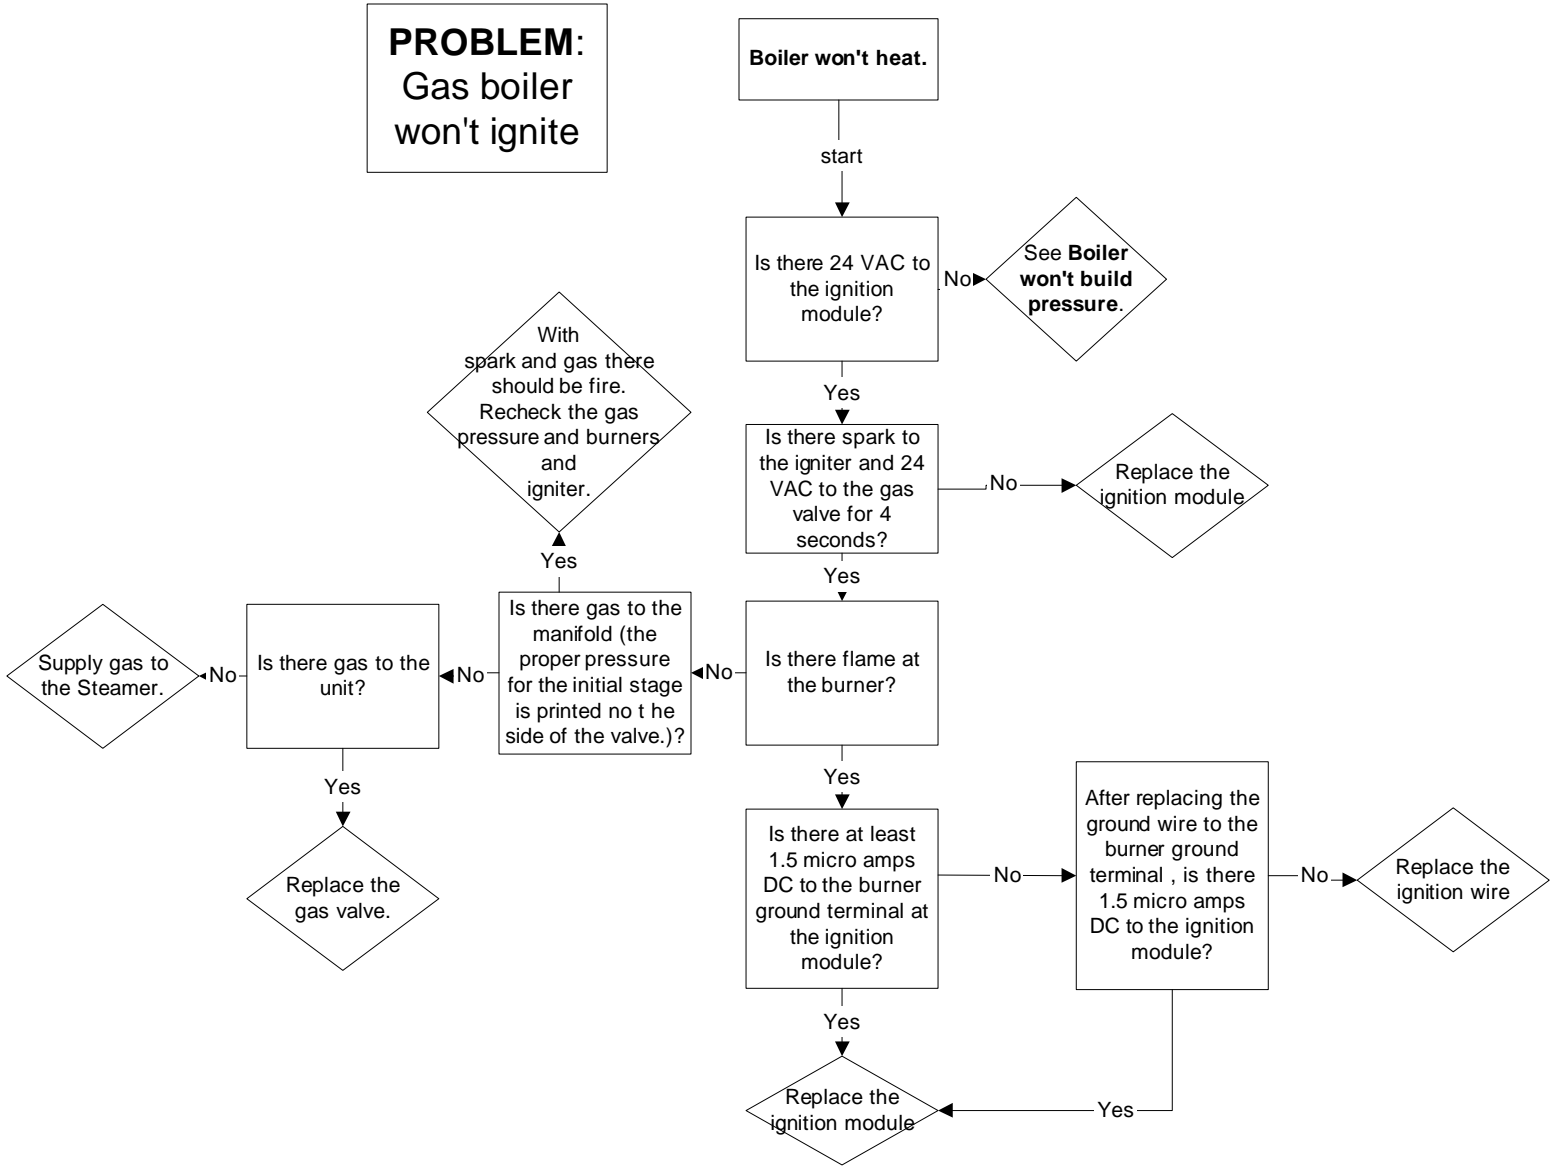 PROBLEM:
Gas boiler
won't ignite
Boiler won't heat.
start
Is there 24 VAC to
the ignition
module?
No
See Boiler
won't build
pressure.
Yes
Is there spark to
the igniter and 24
VAC to the gas
valve for 4
seconds?
No
Replace the
ignition module
Yes
Is there flame at
the burner?
No
Is there gas to the
manifold (the
proper pressure
for the initial stage
is printed no t he
side of the valve.)?
Yes
With
spark and gas there
should be fire.
Recheck the gas
pressure and burners
and
igniter.
No
Is there gas to the
unit?
No
Supply gas to
the Steamer.
Yes
Replace the
gas valve.
Yes
Is there at least
1.5 micro amps
DC to the burner
ground terminal at
the ignition
module?
No
After replacing the
ground wire to the
burner ground
terminal , is there
1.5 micro amps
DC to the ignition
module?
No
Replace the
ignition wire
Yes
Yes
Replace the
ignition module